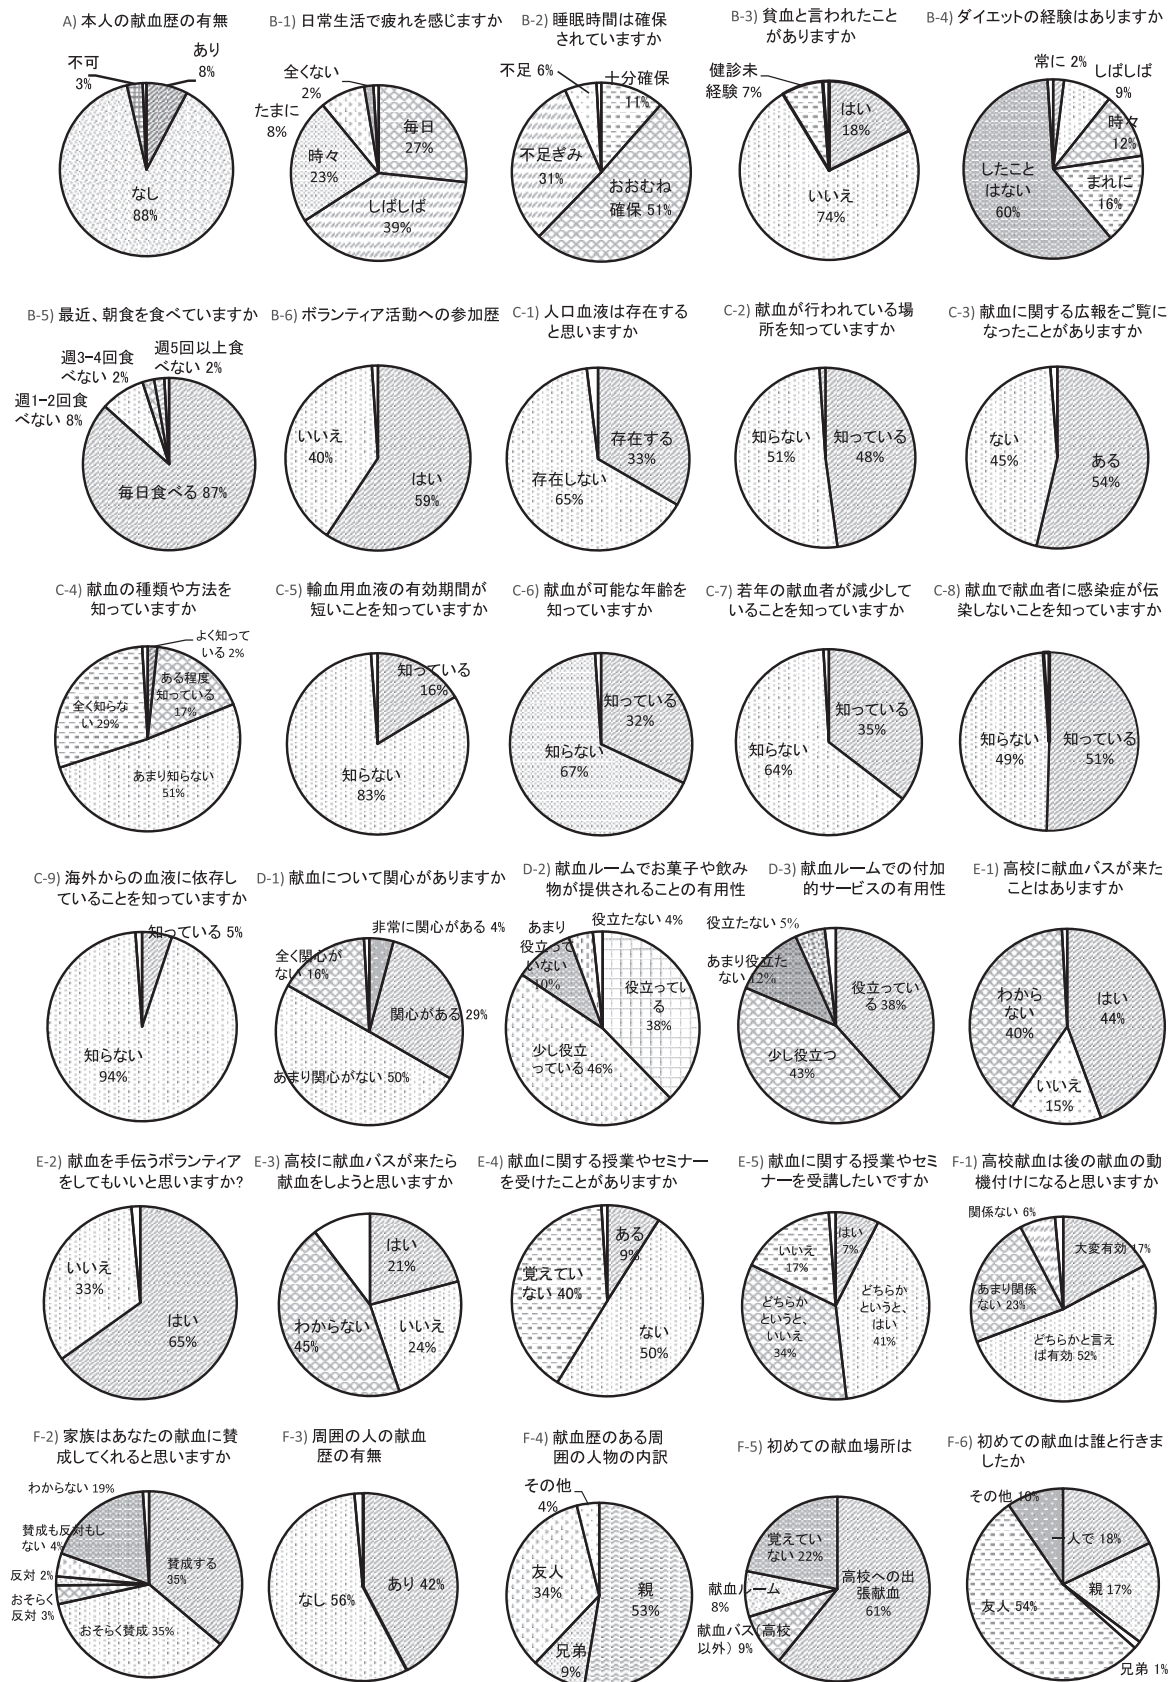 A) 本人の献血歴の有無
不可
3%
あり
8%
なし
88%
B-1) 日常生活で疲れを感じますか
全くない
2%
たまに
8%
毎日
27%
時々
23%
しばしば
39%
B-2) 睡眠時間は確保
されていますか
不足 6%
十分確保
11%
不足ぎみ
31%
おおむね
確保 51%
B-3) 貧血と言われたこと
がありますか
健診未
経験 7%
はい
18%
いいえ
74%
B-4) ダイエットの経験はありますか
常に 2%
しばしば
9%
時々
12%
まれに
16%
したこと
はない
60%
B-5) 最近、朝食を食べていますか
週5回以上食
べない 2%
週3-4回食
べない 2%
週1-2回食
べない 8%
毎日食べる 87%
B-6) ボランティア活動への参加歴
いいえ
40%
はい
59%
C-1) 人口血液は存在する
と思いますか
存在する
33%
存在しない
65%
C-2) 献血が行われている場
所を知っていますか
知らない
51%
知っている
48%
C-3) 献血に関する広報をご覧に
なったことがありますか
ない
45%
ある
54%
C-4) 献血の種類や方法を
知っていますか
よく知って
いる 2%
ある程度
知っている
17%
全く知らな
い 29%
あまり知らない
51%
C-5) 輸血用血液の有効期間が
短いことを知っていますか
知っている
16%
知らない
83%
C-6) 献血が可能な年齢を
知っていますか
知っている
32%
知らない
67%
C-7) 若年の献血者が減少して
いることを知っていますか
知っている
35%
知らない
64%
C-8) 献血で献血者に感染症が伝
染しないことを知っていますか
知らない
49%
知っている
51%
C-9) 海外からの血液に依存し
ていることを知っていますか
知っている 5%
知らない
94%
D-1) 献血について関心がありますか
非常に関心がある 4%
全く関心が
ない 16%
関心がある 29%
あまり関心がない 50%
D-2) 献血ルームでお菓子や飲み
物が提供されることの有用性
役立たない 4%
あまり
役立って
いない
10%
役立ってい
る
38%
少し役立
っている 46%
D-3) 献血ルームでの付加
的サービスの有用性
役立たない 5%
あまり役立た
ない 12%
役立ってい
る 38%
少し役立つ
43%
E-1) 高校に献血バスが来た
ことはありますか
わから
ない
40%
はい
44%
いいえ
15%
E-2) 献血を手伝うボランティア
をしてもいいと思いますか?
いいえ
33%
はい
65%
E-3) 高校に献血バスが来たら
献血をしようと思いますか
はい
21%
わからない
45%
いいえ
24%
E-4) 献血に関する授業やセミナー
を受けたことがありますか
ある
9%
覚えてい
ない 40%
ない
50%
E-5) 献血に関する授業やセミ
ナーを受講したいですか
はい
7%
いいえ
17%
どちらか
というと、
はい
41%
どちらか
というと、
いいえ
34%
F-1) 高校献血は後の献血の動
機付けになると思いますか
関係ない 6%
大変有効 17%
あまり関係
ない 23%
どちらかと言え
ば有効 52%
F-2) 家族はあなたの献血に賛
成してくれると思いますか
わからない 19%
賛成も反対もし
ない 4%
反対 2%
おそらく
反対 3%
賛成する
35%
おそらく賛成 35%
F-3) 周囲の人の献血
歴の有無
なし 56%
あり 42%
F-4) 献血歴のある周
囲の人物の内訳
その他
4%
友人
34%
親
53%
兄弟
9%
F-5) 初めての献血場所は
覚えてい
ない 22%
高校への出
張献血
61%
献血ルーム
8%
献血バス(高校
以外) 9%
F-6) 初めての献血は誰と行きま
したか
その他 10%
一人で 18%
親 17%
友人 54%
兄弟 1%